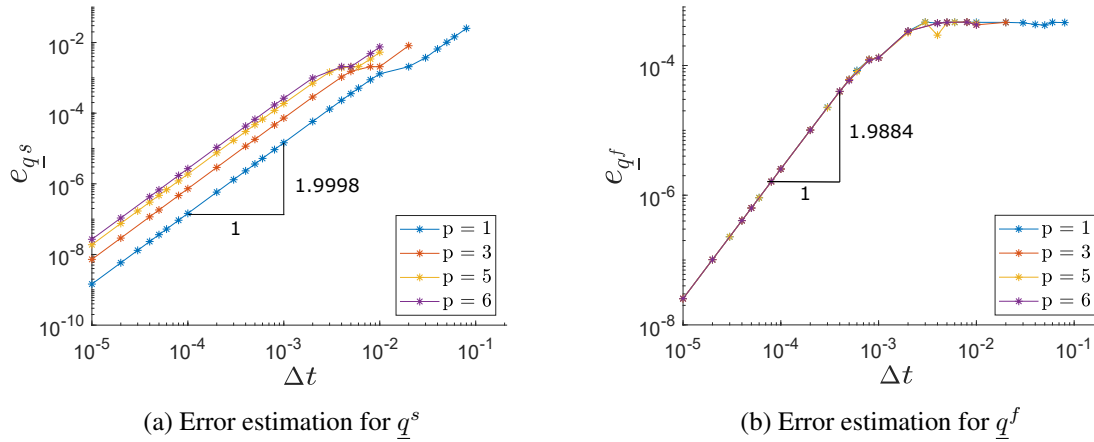 10^-2
10^-4
10^-6
10^-8
10^-10
e_{q^s}
1.9998
1
p = 1
p = 3
p = 5
p = 6
10^-5
10^-4
10^-3
10^-2
10^-1
Δt
(a) Error estimation for q^s
10^-4
10^-6
10^-8
e_{q^f}
1.9884
1
p = 1
p = 3
p = 5
p = 6
10^-5
10^-4
10^-3
10^-2
10^-1
Δt
(b) Error estimation for q^f